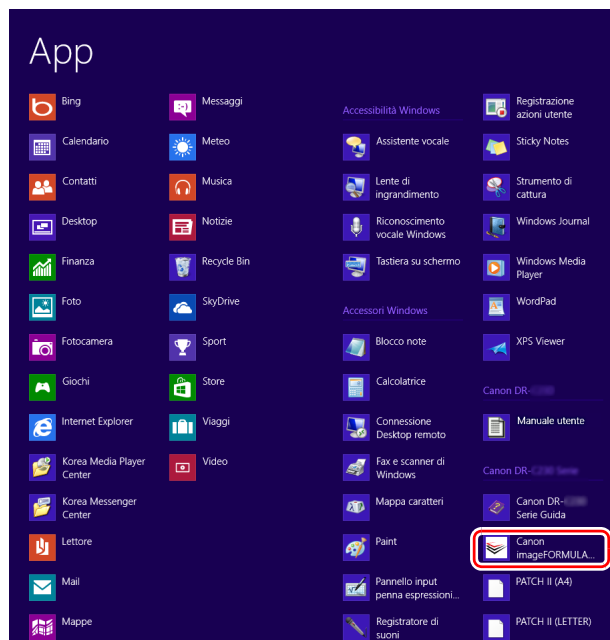 App
Bing
Calendario
Contatti
Desktop
Finanza
Foto
Fotocamera
Giochi
Internet Explorer
Korea Media Player
Center
Korea Messenger
Center
Lettore
Mail
Mappe
Messaggi
Meteo
Musica
Notizie
Recycle Bin
SkyDrive
Sport
Store
Viaggi
Video
Accessibilità Windows
Assistente vocale
Lente di
ingrandimento
Riconoscimento
vocale Windows
Tastiera su schermo
Accessori Windows
Blocco note
Calcolatrice
Connessione
Desktop remoto
Fax e scanner di
Windows
Mappa caratteri
Paint
Pannello input
penna espressioni...
Registratore di
suoni
Registrazione
azioni utente
Sticky Notes
Strumento di
cattura
Windows Journal
Windows Media
Player
WordPad
XPS Viewer
Canon DR-
Manuale utente
Canon DR-
Canon DR-
Serie Guida
Canon
imageFORMULA...
PATCH II (A4)
PATCH II (LETTER)